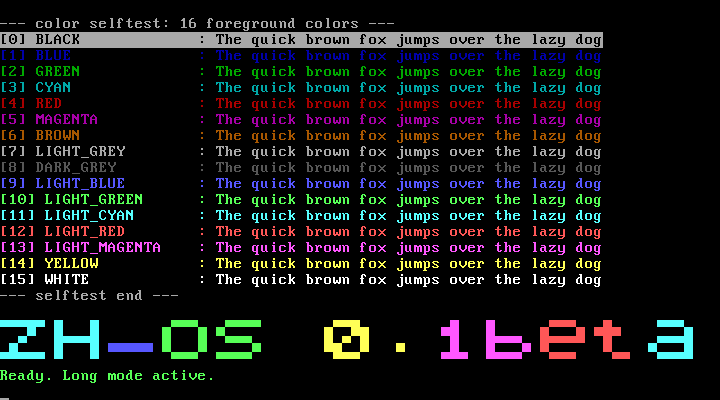 --- color selftest: 16 foreground colors ---
[0] BLACK : The quick brown fox jumps over the lazy dog
[1] BLUE : The quick brown fox jumps over the lazy dog
[2] GREEN : The quick brown fox jumps over the lazy dog
[3] CYAN : The quick brown fox jumps over the lazy dog
[4] RED : The quick brown fox jumps over the lazy dog
[5] MAGENTA : The quick brown fox jumps over the lazy dog
[6] BROWN : The quick brown fox jumps over the lazy dog
[7] LIGHT_GREY : The quick brown fox jumps over the lazy dog
[8] DARK_GREY : The quick brown fox jumps over the lazy dog
[9] LIGHT_BLUE : The quick brown fox jumps over the lazy dog
[10] LIGHT_GREEN : The quick brown fox jumps over the lazy dog
[11] LIGHT_CYAN : The quick brown fox jumps over the lazy dog
[12] LIGHT_RED : The quick brown fox jumps over the lazy dog
[13] LIGHT_MAGENTA : The quick brown fox jumps over the lazy dog
[14] YELLOW : The quick brown fox jumps over the lazy dog
[15] WHITE : The quick brown fox jumps over the lazy dog
--- selftest end ---
ZH_OS 0.1beta
Ready. Long mode active.